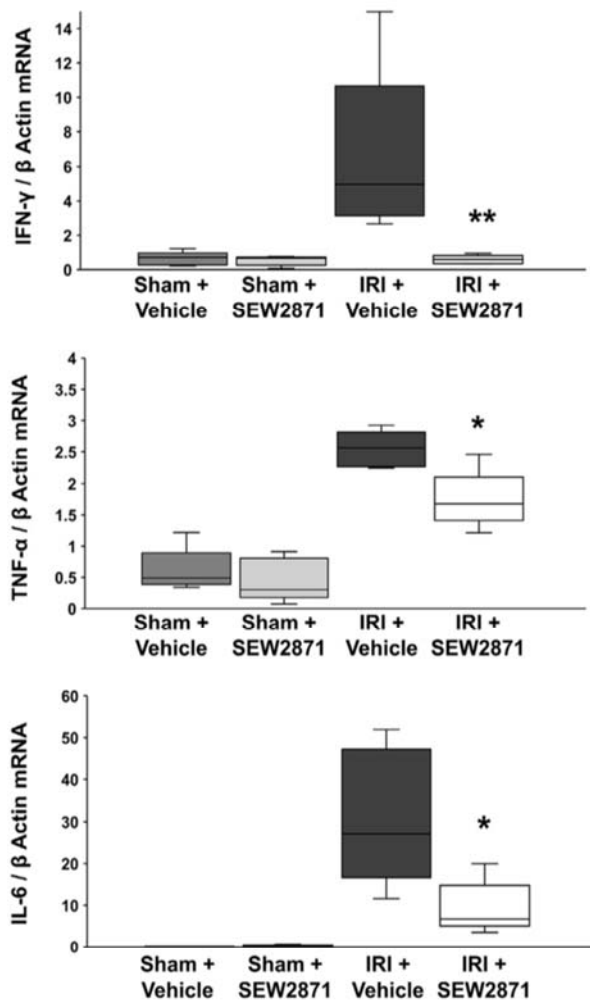 IFN-γ / β Actin mRNA
14
12
10
8
6
4
2
0
**
Sham + Vehicle
Sham + SEW2871
IRI + Vehicle
IRI + SEW2871
TNF-α / β Actin mRNA
4
3.5
3
2.5
2
1.5
1
0.5
0
*
Sham + Vehicle
Sham + SEW2871
IRI + Vehicle
IRI + SEW2871
IL-6 / β Actin mRNA
60
50
40
30
20
10
0
*
Sham + Vehicle
Sham + SEW2871
IRI + Vehicle
IRI + SEW2871